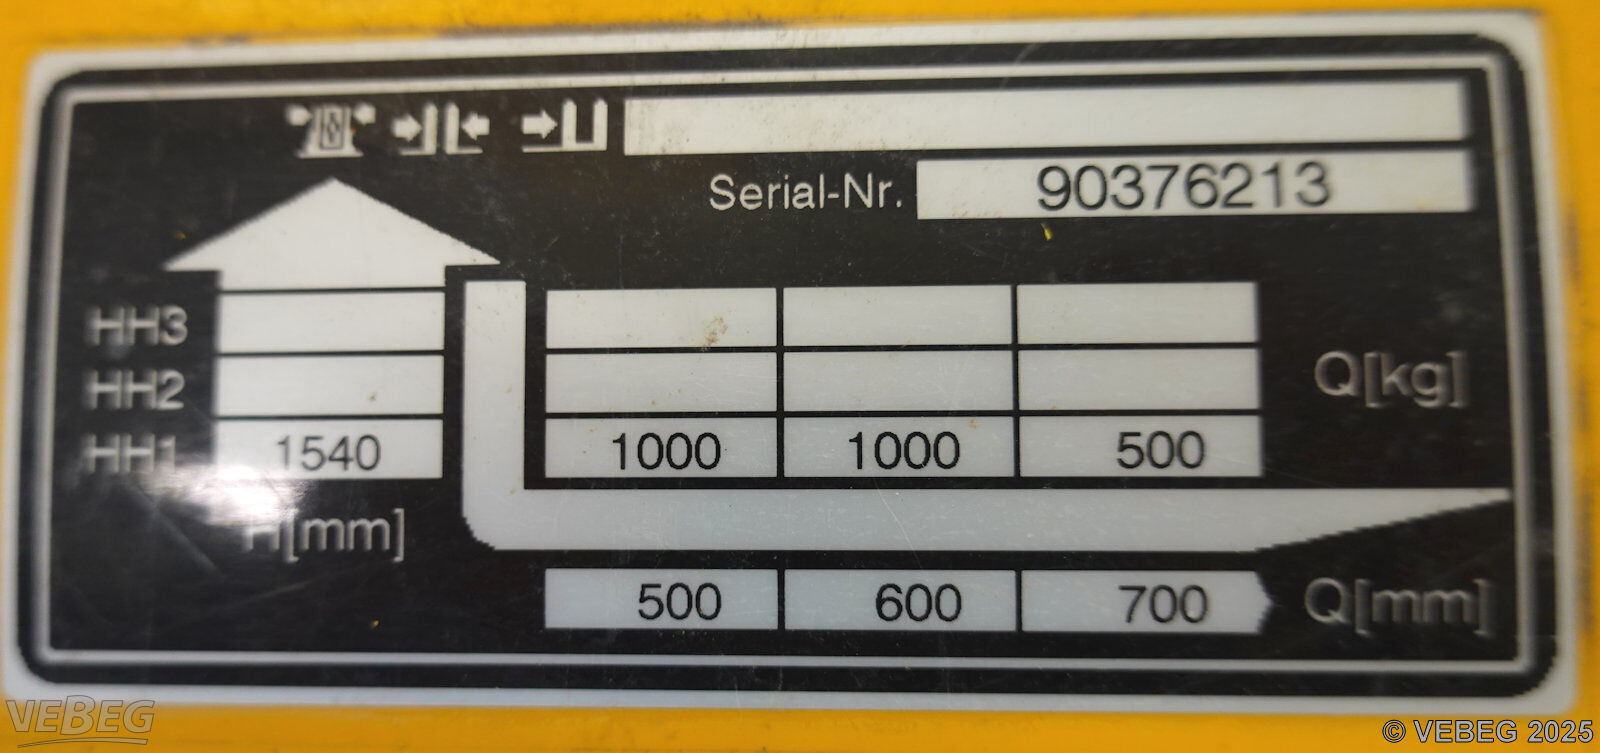 Serial-Nr. 90376213
HH3
HH2 Q[kg]
HH1 1540 1000 1000 500
H[mm]
500 600 700 Q[mm]
VEBEG
© VEBEG 2025